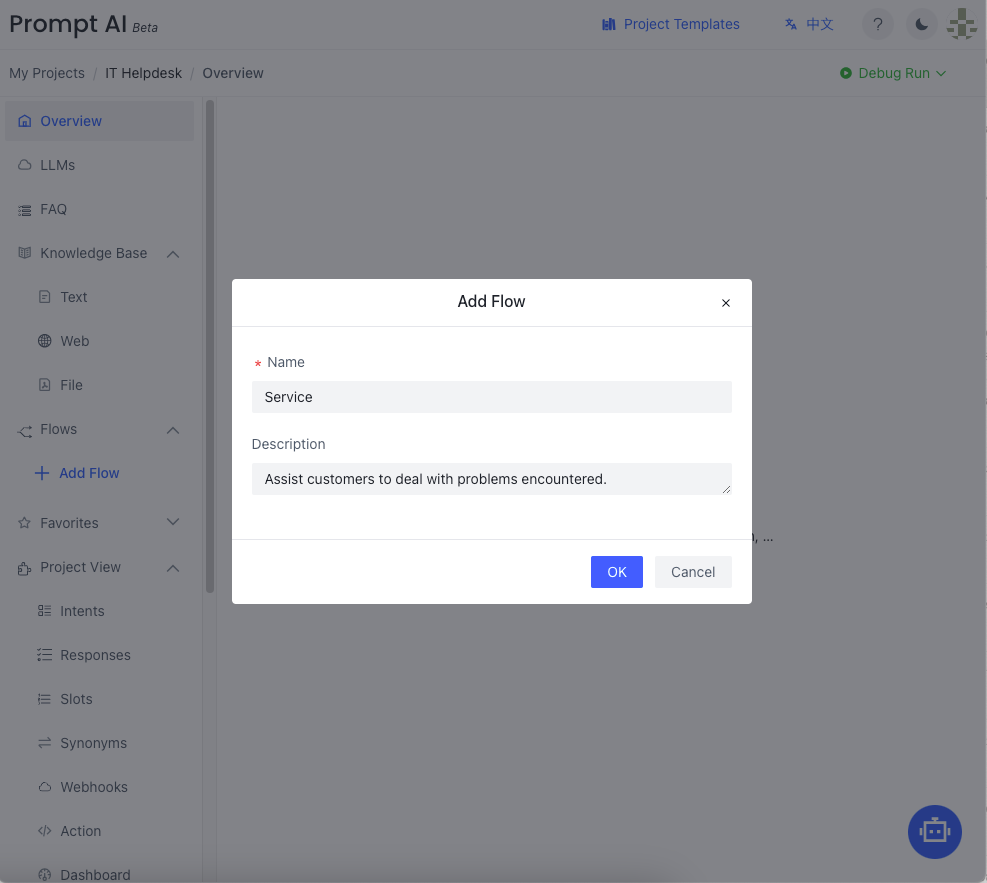 Prompt AI Beta
Project Templates
中文
?
My Projects / IT Helpdesk / Overview
Debug Run
Overview
LLMs
FAQ
Knowledge Base
Text
Web
File
Flows
Add Flow
Favorites
Project View
Intents
Responses
Slots
Synonyms
Webhooks
Action
Dashboard
Add Flow
* Name
Service
Description
Assist customers to deal with problems encountered.
OK
Cancel